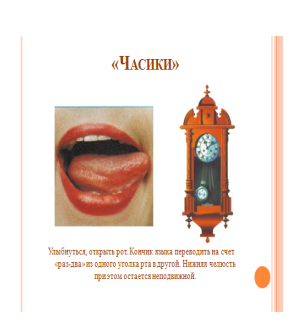 «ЧАСИКИ»
Улыбнуться, открыть рот. Кончик языка переводить на счет
«раз-два» из одного уголка рта в другой. Нижняя челюсть
при этом остается неподвижной.